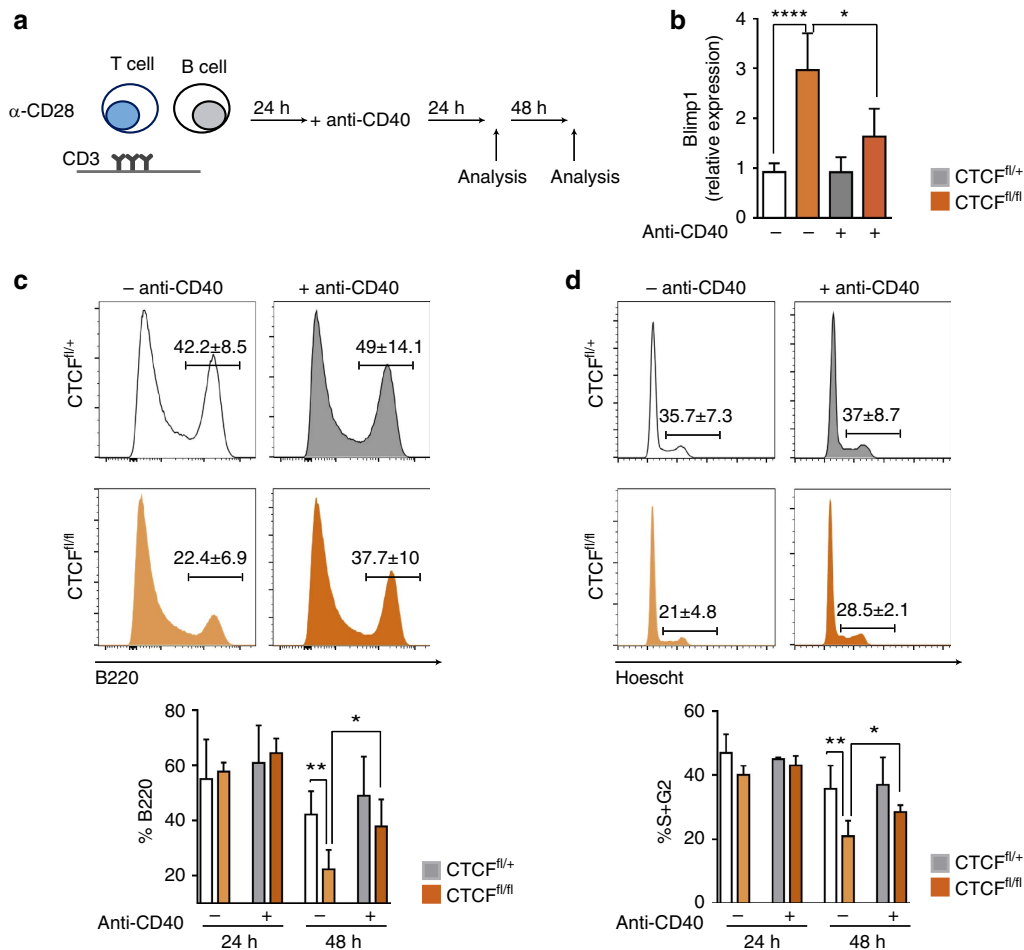 a
T cell
B cell
α-CD28
24 h
+ anti-CD40
24 h
48 h
CD3
Analysis
Analysis
b
****
*
4
3
2
1
0
Blimp1
(relative expression)
Anti-CD40
–
–
+
+
CTCFfl/+
CTCFfl/fl
c
– anti-CD40
+ anti-CD40
CTCFfl/+
42.2±8.5
49±14.1
CTCFfl/fl
22.4±6.9
37.7±10
B220
80
60
40
20
% B220
**
*
Anti-CD40
–
+
–
+
24 h
48 h
CTCFfl/+
CTCFfl/fl
d
– anti-CD40
+ anti-CD40
CTCFfl/+
35.7±7.3
37±8.7
CTCFfl/fl
21±4.8
28.5±2.1
Hoescht
60
40
20
0
%S+G2
**
*
Anti-CD40
–
+
–
+
24 h
48 h
CTCFfl/+
CTCFfl/fl